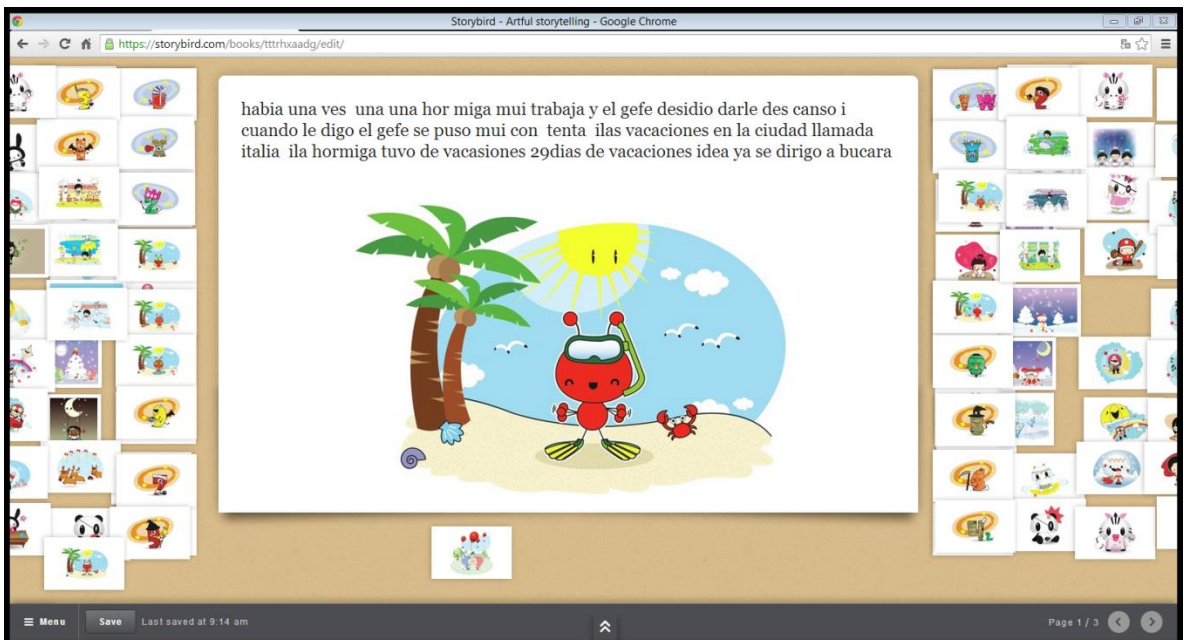 Storybird - Artful storytelling - Google Chrome
https://storybird.com/books/tttrhxaadg/edit/
habia una ves una una hor miga mui trabaja y el gefe desidio darle des canso i
cuando le digo el gefe se puso mui con tenta ilas vacaciones en la ciudad llamada
italia ila hormiga tuvo de vacasiones 29dias de vacaciones idea ya se dirigo a bucara
Menu Save Last saved at 9:14 am Page 1 / 3